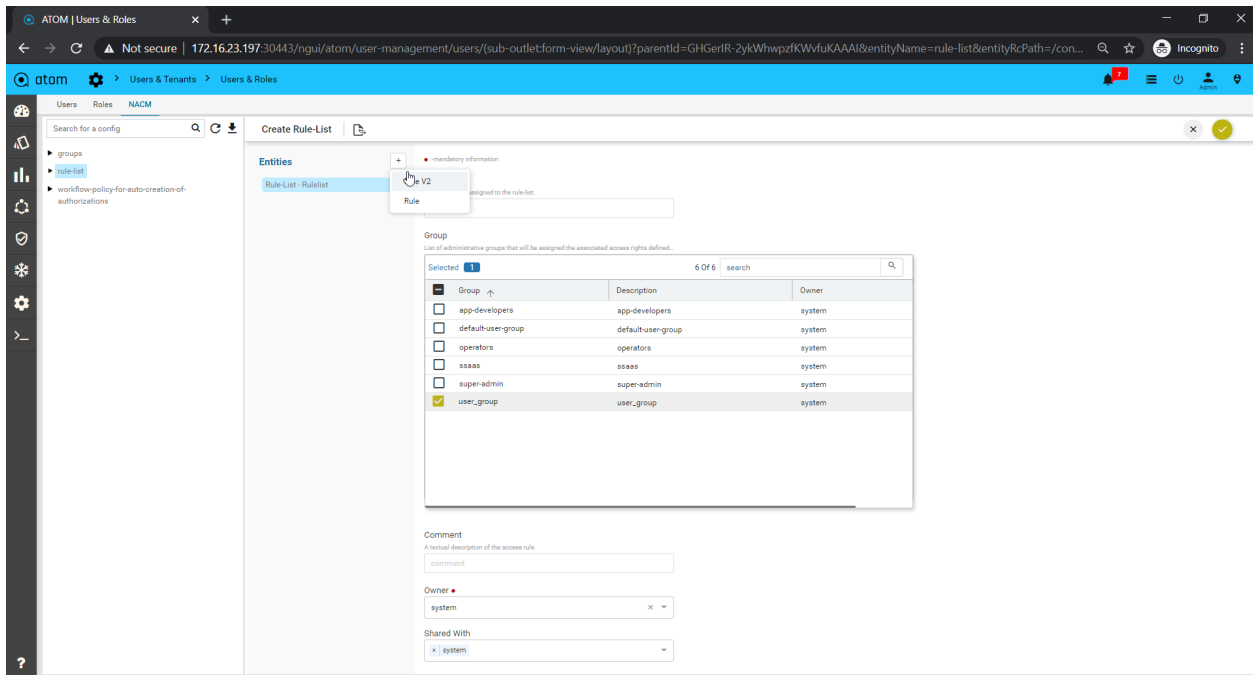 ATOM | Users & Roles
Not secure | 172.16.23.197:30443/ngui/atom/user-management/users/(sub-outlet:form-view/layout)?parentId=GHGerIR-2ykWhwpzfKWvfuKAAAI&entityName=rule-list&entityRcPath=/con...
Incognito
atom > Users & Tenants > Users & Roles
7
Admin
Users Roles NACM
Search for a config
Create Rule-List
groups
rule-list
workflow-policy-for-auto-creation-of-
authorizations
Entities
+
Rule-List - Rulelist
V2
Rule
-mandatory information
assigned to the rule-list.
Group
List of administrative groups that will be assigned the associated access rights defined...
Selected 1 6 Of 6 search
Group Description Owner
app-developers app-developers system
default-user-group default-user-group system
operators operators system
ssaas ssaas system
super-admin super-admin system
user_group user_group system
Comment
A textual description of the access rule.
comment
Owner
system
Shared With
× system
?